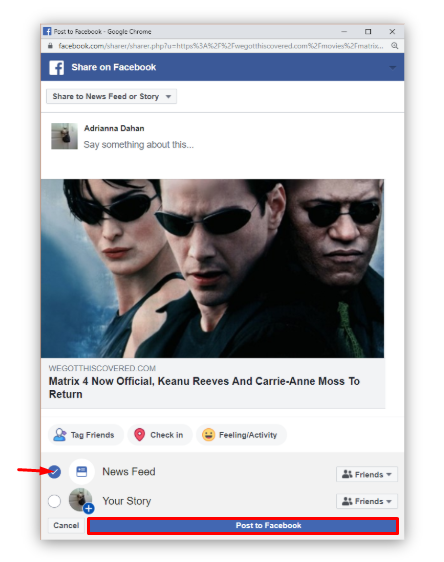 Post to Facebook - Google Chrome
facebook.com/sharer/sharer.php?u=https%3A%2F%2Fwegotthiscovered.com%2Fmovies%2Fmatrix...
Share on Facebook
Share to News Feed or Story
Adrianna Dahan
Say something about this...
WEGOTTHISCOVERED.COM
Matrix 4 Now Official, Keanu Reeves And Carrie-Anne Moss To
Return
Tag Friends Check in Feeling/Activity
News Feed Friends
Your Story Friends
Cancel Post to Facebook